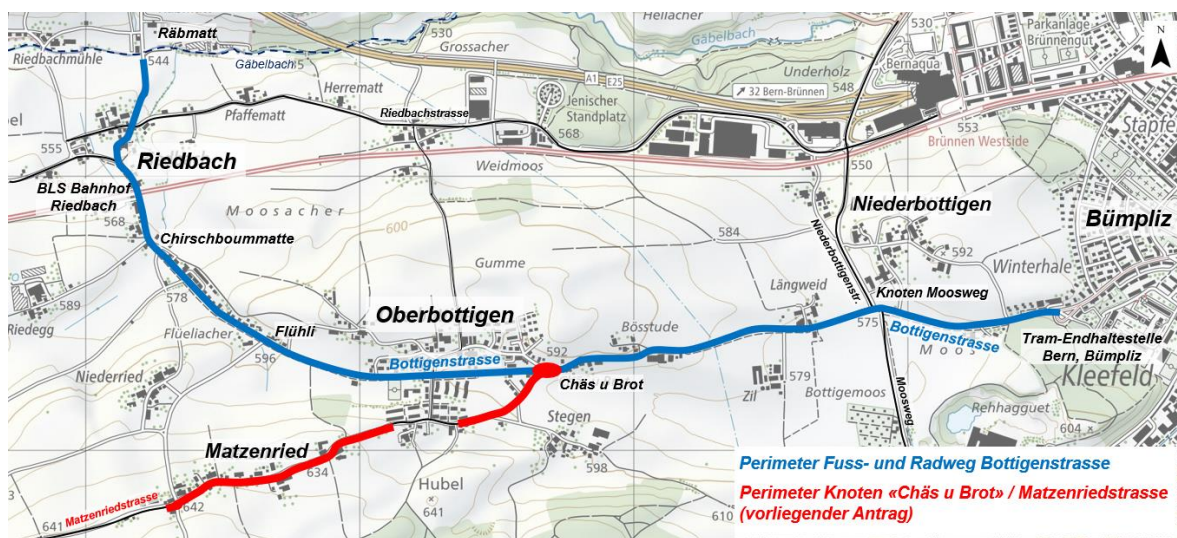 Räbmatt
530
Hellacher
530
Parkanlage
Brünnengut
Riedbachmühle
544
Grossacher
Gäbelbach
Gäbelbach
Bernaqua
N
A1
E25
Underholz
548
32 Bern-Brünnen
Herrematt
Pfaffematt
Riedbachstrasse
Jenischer
Standplatz
568
553
Brünnen Westside
Stapfe
555
Riedbach
Weidmoos
550
BLS Bahnhof
Riedbach
568
Moosacher
600
584
Niederbottigen
Bümpliz
Niederbottigenstr.
Chirschboummatte
592
Gumme
Winterhale
589
578
Längweid
Knoten Moosweg
Riedegg
Flüeliacher
Flühli
Oberbottigen
592
Bösstude
575
Bottigenstrasse
Moos
Tram-Endhaltestelle
Bern, Bümpliz
596
Bottigenstrasse
Chäs u Brot
Kleefeld
Niederried
Zil
579
Bottigemoos
Moosweg
Rehhagguet
604
Stegen
Matzenried
634
598
Hubel
641
610
Matzenriedstrasse
641
642
Perimeter Fuss- und Radweg Bottigenstrasse
Perimeter Knoten «Chäs u Brot» / Matzenriedstrasse
(vorliegender Antrag)